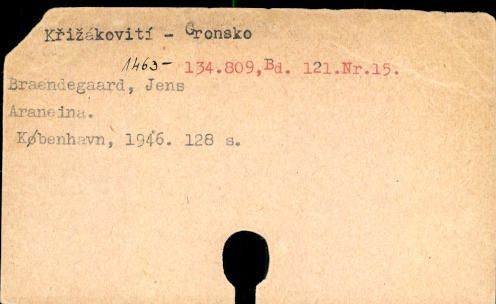 Křižákovití - Gronsko
1463- 134.809,Bd. 121.Nr.15.
Braendegaard, Jens
Araneina.
København, 1946. 128 s.